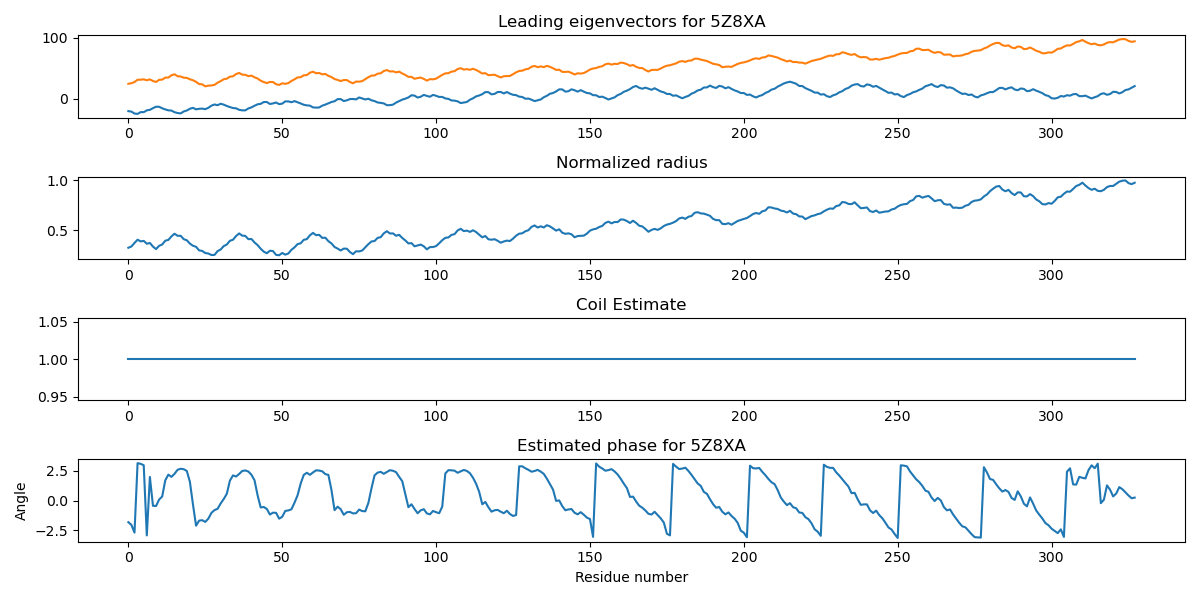 Leading eigenvectors for 5Z8XA
100
0
0 50 100 150 200 250 300
Normalized radius
1.0
0.5
0 50 100 150 200 250 300
Coil Estimate
1.05
1.00
0.95
0 50 100 150 200 250 300
Estimated phase for 5Z8XA
Angle
2.5
0.0
−2.5
0 50 100 150 200 250 300
Residue number